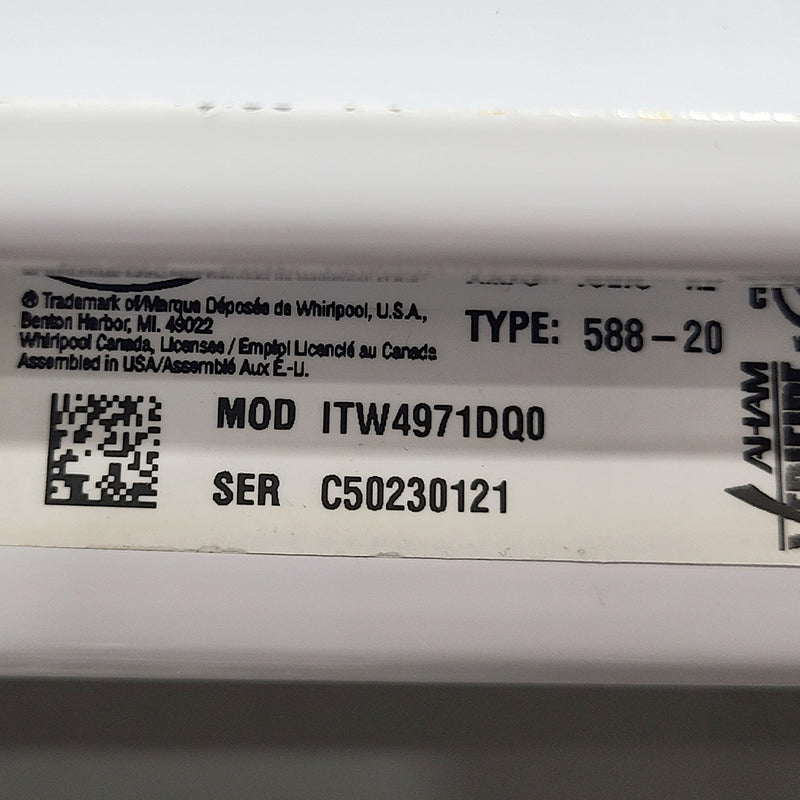 ® Trademark of/Marque Déposée de Whirlpool, U.S.A.,
Benton Harbor, MI. 49022
Whirlpool Canada, Licensee / Emploi Licencié au Canada
Assembled in USA/Assemblé Aux É.-U.
TYPE: 588-20
MOD ITW4971DQ0
SER C50230121
AHAM